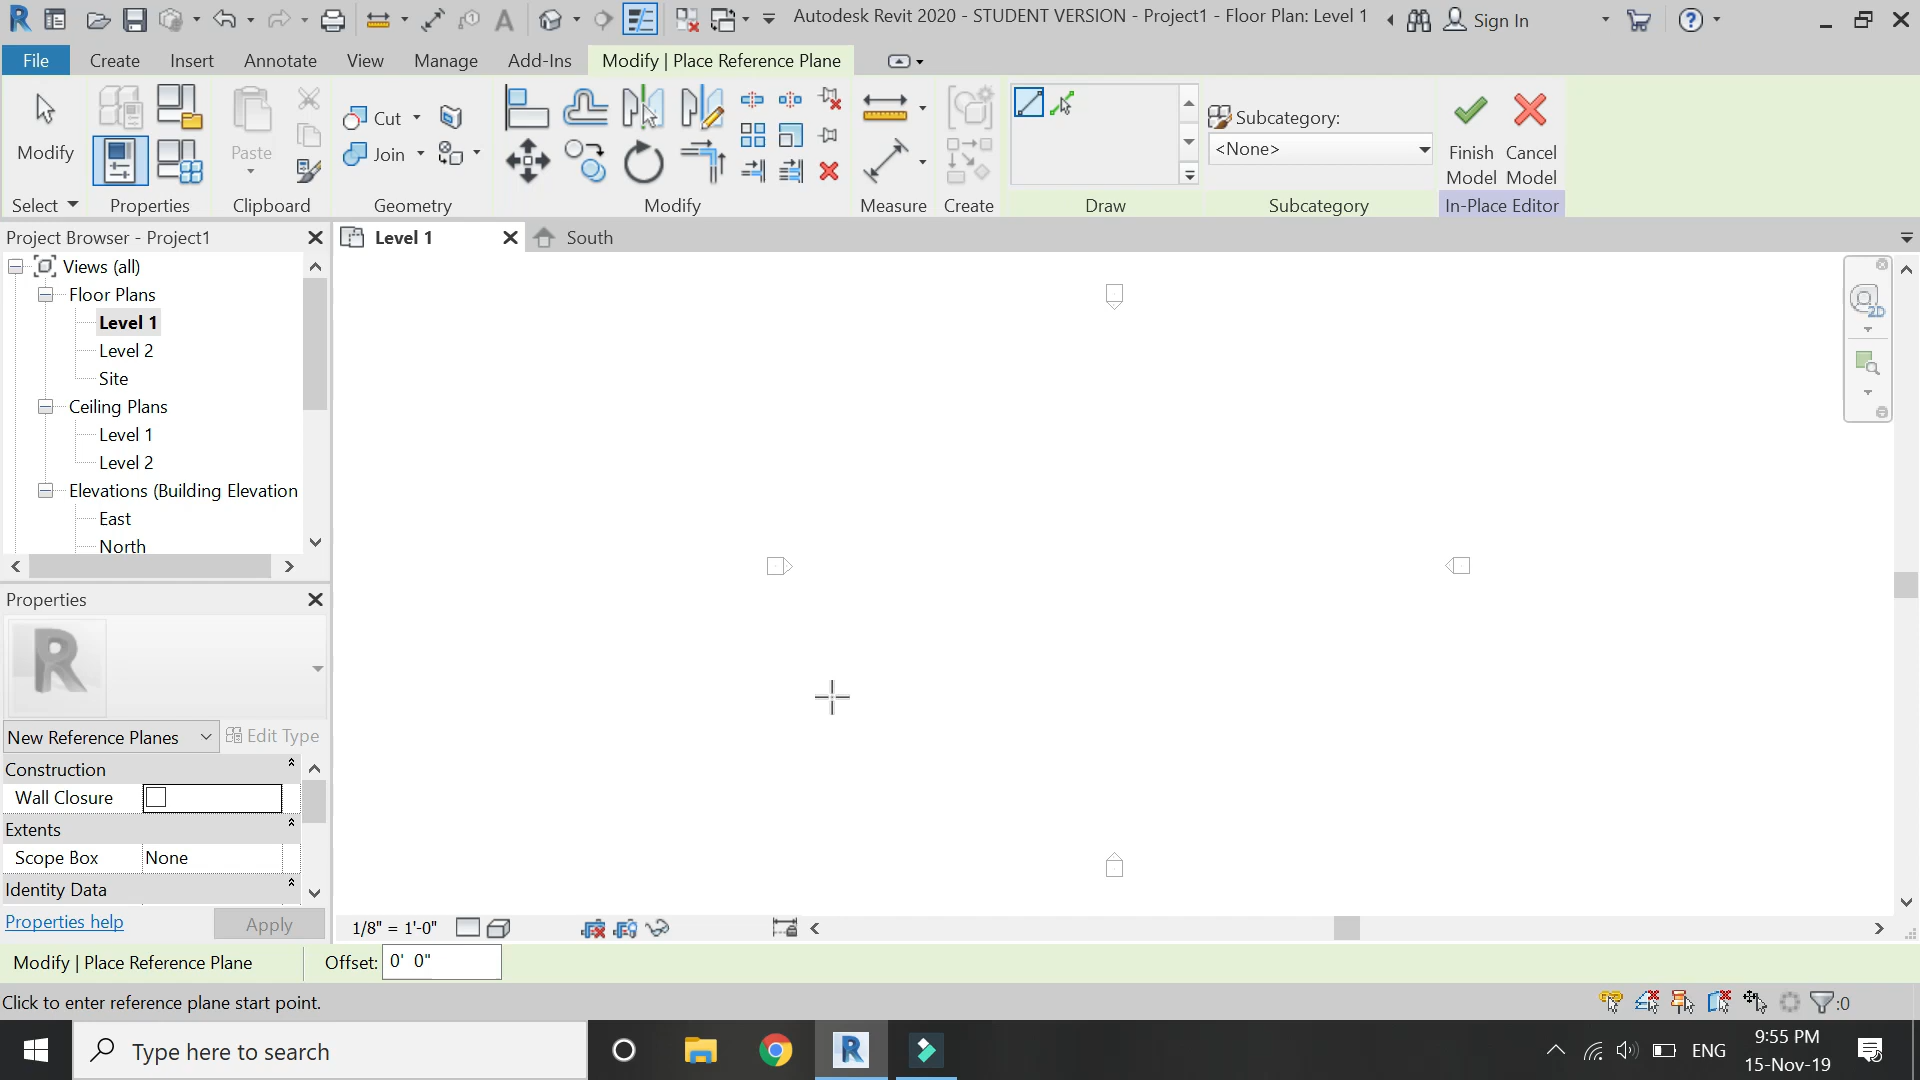 Autodesk Revit 2020 - STUDENT VERSION - Project1 - Floor Plan: Level 1
Sign In
File
Create
Insert
Annotate
View
Manage
Add-Ins
Modify | Place Reference Plane
Modify
Paste
Cut
Join
Subcategory:
<None>
Finish Model
Cancel Model
Select
Properties
Clipboard
Geometry
Modify
Measure
Create
Draw
Subcategory
In-Place Editor
Project Browser - Project1
Level 1
South
Views (all)
Floor Plans
Level 1
Level 2
Site
Ceiling Plans
Level 1
Level 2
Elevations (Building Elevation
East
North
2D
Properties
R
New Reference Planes
Edit Type
Construction
Wall Closure
Extents
Scope Box
None
Identity Data
Properties help
Apply
1/8" = 1'-0"
Modify | Place Reference Plane
Offset:
0' 0"
Click to enter reference plane start point.
:0
Type here to search
ENG
9:55 PM
15-Nov-19